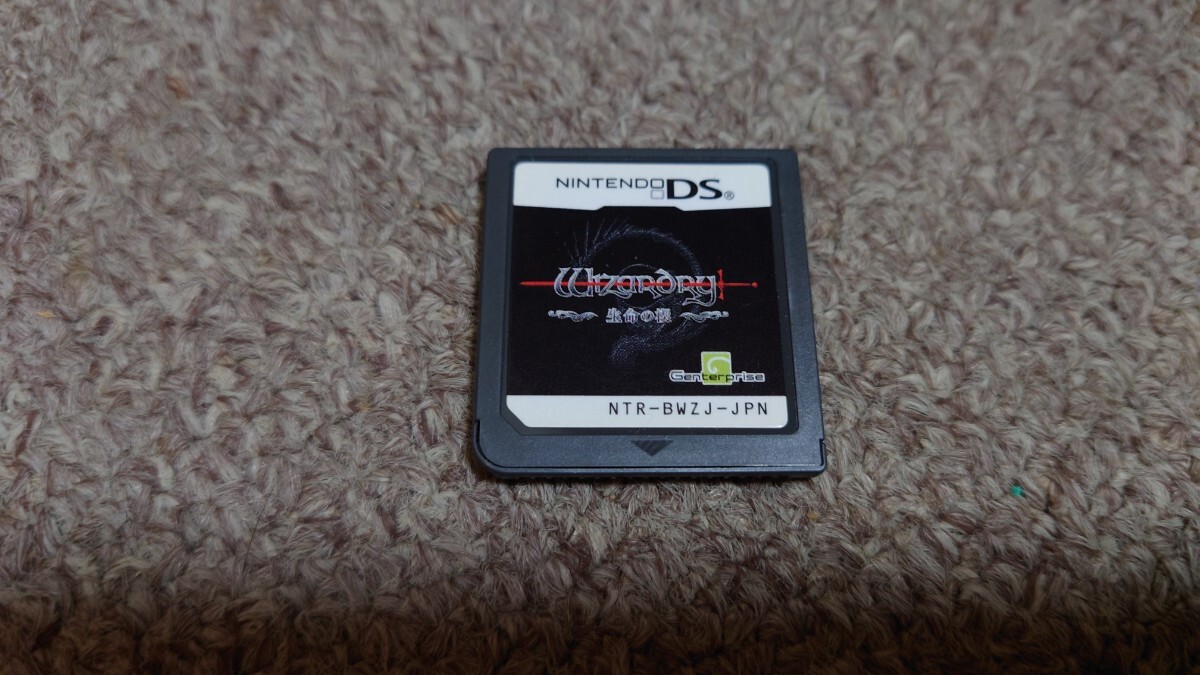 NINTENDO DS®
Wizardry
生命の楔
Genterprise
NTR-BWZJ-JPN